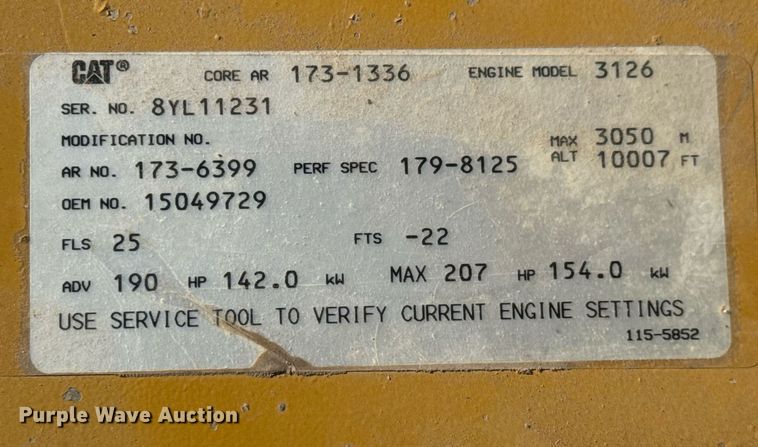 CAT® CORE AR 173-1336 ENGINE MODEL 3126
SER. NO. 8YL11231
MODIFICATION NO. MAX 3050 M
AR NO. 173-6399 PERF SPEC 179-8125 ALT 10007 FT
OEM NO. 15049729
FLS 25 FTS -22
ADV 190 HP 142.0 kW MAX 207 HP 154.0 kW
USE SERVICE TOOL TO VERIFY CURRENT ENGINE SETTINGS
115-5852
Purple Wave Auction